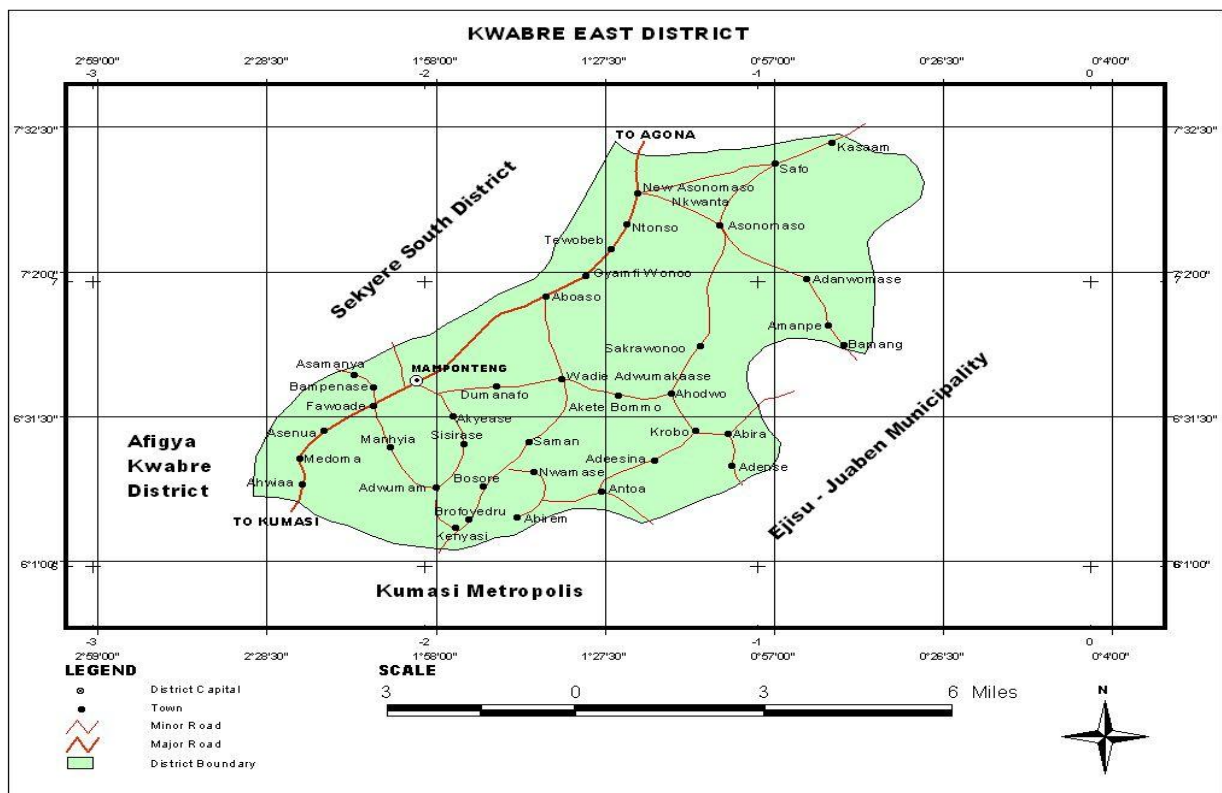 KWABRE EAST DISTRICT
2°59'00" 2°28'30" 1°58'00" 1°27'30" 0°57'00" 0°26'30" 0°4'00"
-3 -2 -1 0
7°32'30" 7°32'30"
TO AGONA
Kasaam
Safo
New Asonomaso
Nkwanta
Asonomaso
Ntonso
Tewobeb
Sekyere South District
7°2'00" 7°2'00"
7 7
Gyamfi Wonoo
Adanwomase
Aboaso
Amanpe
Bamang
Sakrawonoo
Asamanya
MAMPONTENG
Bampenase
Wadie Adwumakaase
Dumanafo
Ahodwo
Fawoade
Akete Bommo
6°31'30" 6°31'30"
Akyease
Asenua
Krobo
Abira
Afigya
Kwabre
District
Manhyia
Sisirase
Saman
Medoma
Adeesina
Adense
Ejisu - Juaben Municipality
Nwamase
Bosore
Ahwiaa
Adwumam
Antoa
Brofoyedru
Abirem
TO KUMASI
Kenyasi
6°1'00" 6°1'00"
Kumasi Metropolis
-3 -2 -1 0
2°59'00" 2°28'30" 1°58'00" 1°27'30" 0°57'00" 0°26'30" 0°4'00"
LEGEND
District Capital
Town
Minor Road
Major Road
District Boundary
SCALE
3 0 3 6 Miles
N